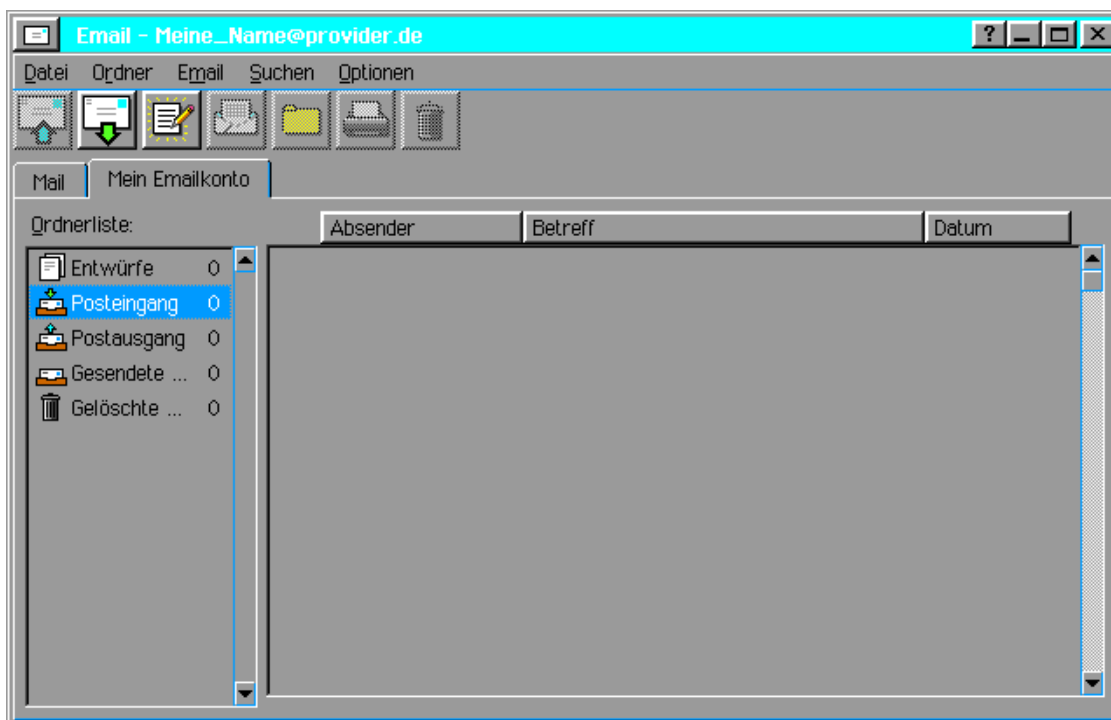 Email - Meine_Name@provider.de
Datei Ordner Email Suchen Optionen
Mail Mein Emailkonto
Ordnerliste: Absender Betreff Datum
Entwürfe 0
Posteingang 0
Postausgang 0
Gesendete ... 0
Gelöschte ... 0